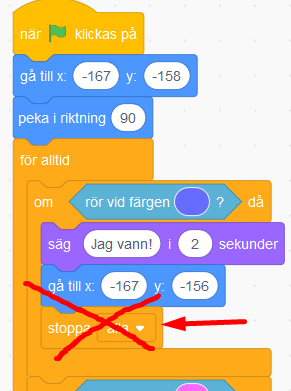 när klickas på
gå till x: -167 y: -158
peka i riktning 90
för alltid
om rör vid färgen ? då
säg Jag vann! i 2 sekunder
gå till x: -167 y: -156
stoppa alla